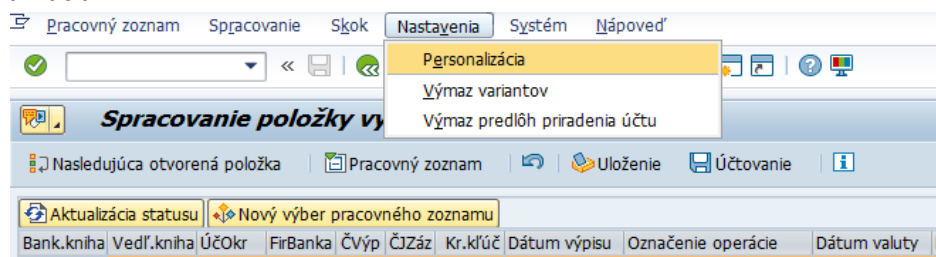 Pracovný zoznam Spracovanie Skok Nastavenia Systém Nápoveď
Personalizácia
Výmaz variantov
Výmaz predlôh priradenia účtu
Spracovanie položky vy
Nasledujúca otvorená položka Pracovný zoznam Uloženie Účtovanie
Aktualizácia statusu Nový výber pracovného zoznamu
Bank.kniha Vedľ.kniha ÚčOkr FirBanka ČVýp ČJZáz Kr.kľúč Dátum výpisu Označenie operácie Dátum valuty